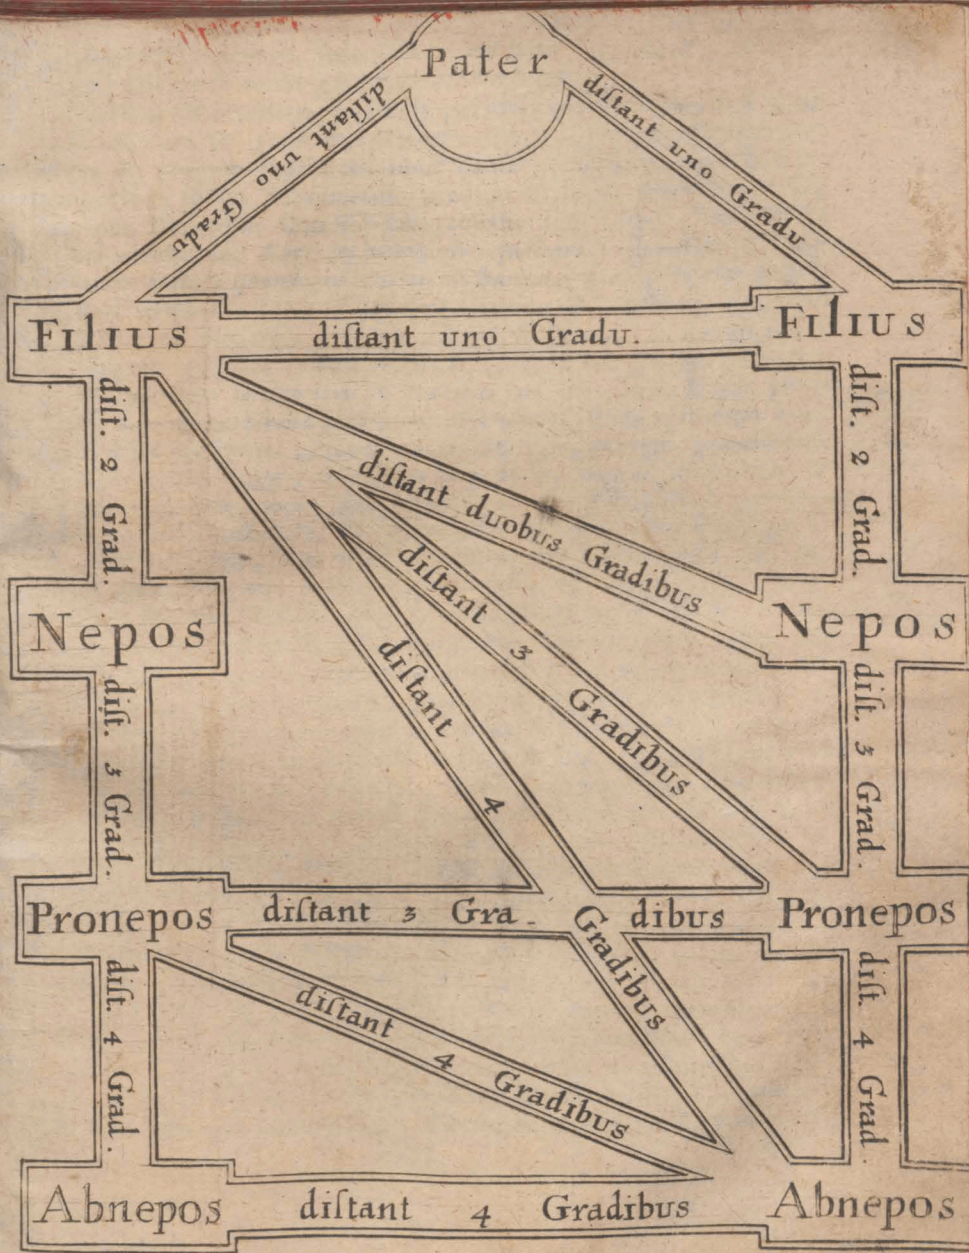 Pater
diſtant uno Gradu
diſtant uno Gradu
Filius
diſtant uno Gradu.
Filius
diſt. 2 Grad.
diſt. 2 Grad.
diſtant duobus Gradibus
Nepos
diſtant 3 Gradibus
Nepos
diſtant 4 Gradibus
diſt. 3 Grad.
diſt. 3 Grad.
Pronepos
diſtant 3 Gra - dibus
Pronepos
diſt. 4 Grad.
diſtant 4 Gradibus
diſt. 4 Grad.
Abnepos
diſtant 4 Gradibus
Abnepos